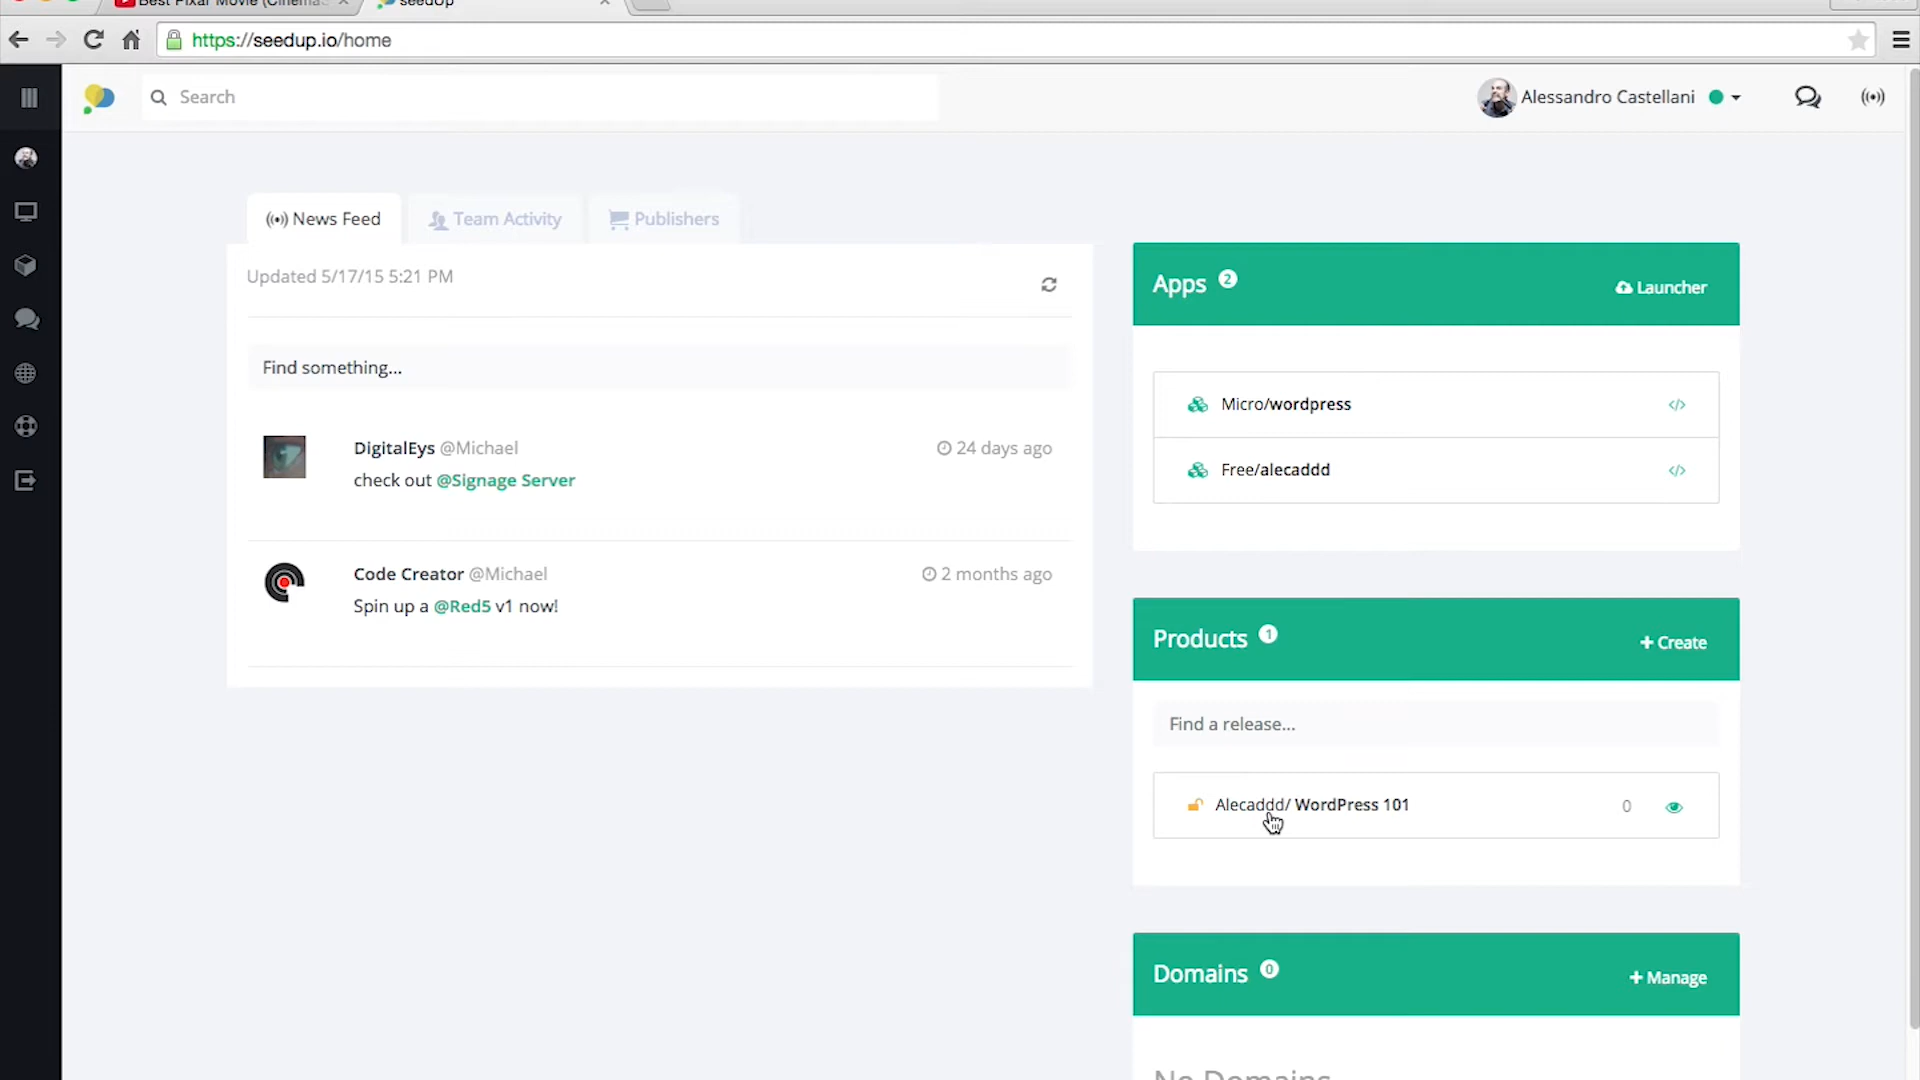 Best Pixar Movie (Cinema
seedUp
https://seedup.io/home
Search
Alessandro Castellani
News Feed
Team Activity
Publishers
Updated 5/17/15 5:21 PM
Find something...
DigitalEys @Michael
24 days ago
check out @Signage Server
Code Creator @Michael
2 months ago
Spin up a @Red5 v1 now!
Apps 2
Launcher
Micro/wordpress
</>
Free/alecaddd
</>
Products 1
+ Create
Find a release...
Alecaddd/ WordPress 101
0
Domains 0
+ Manage
No Domains